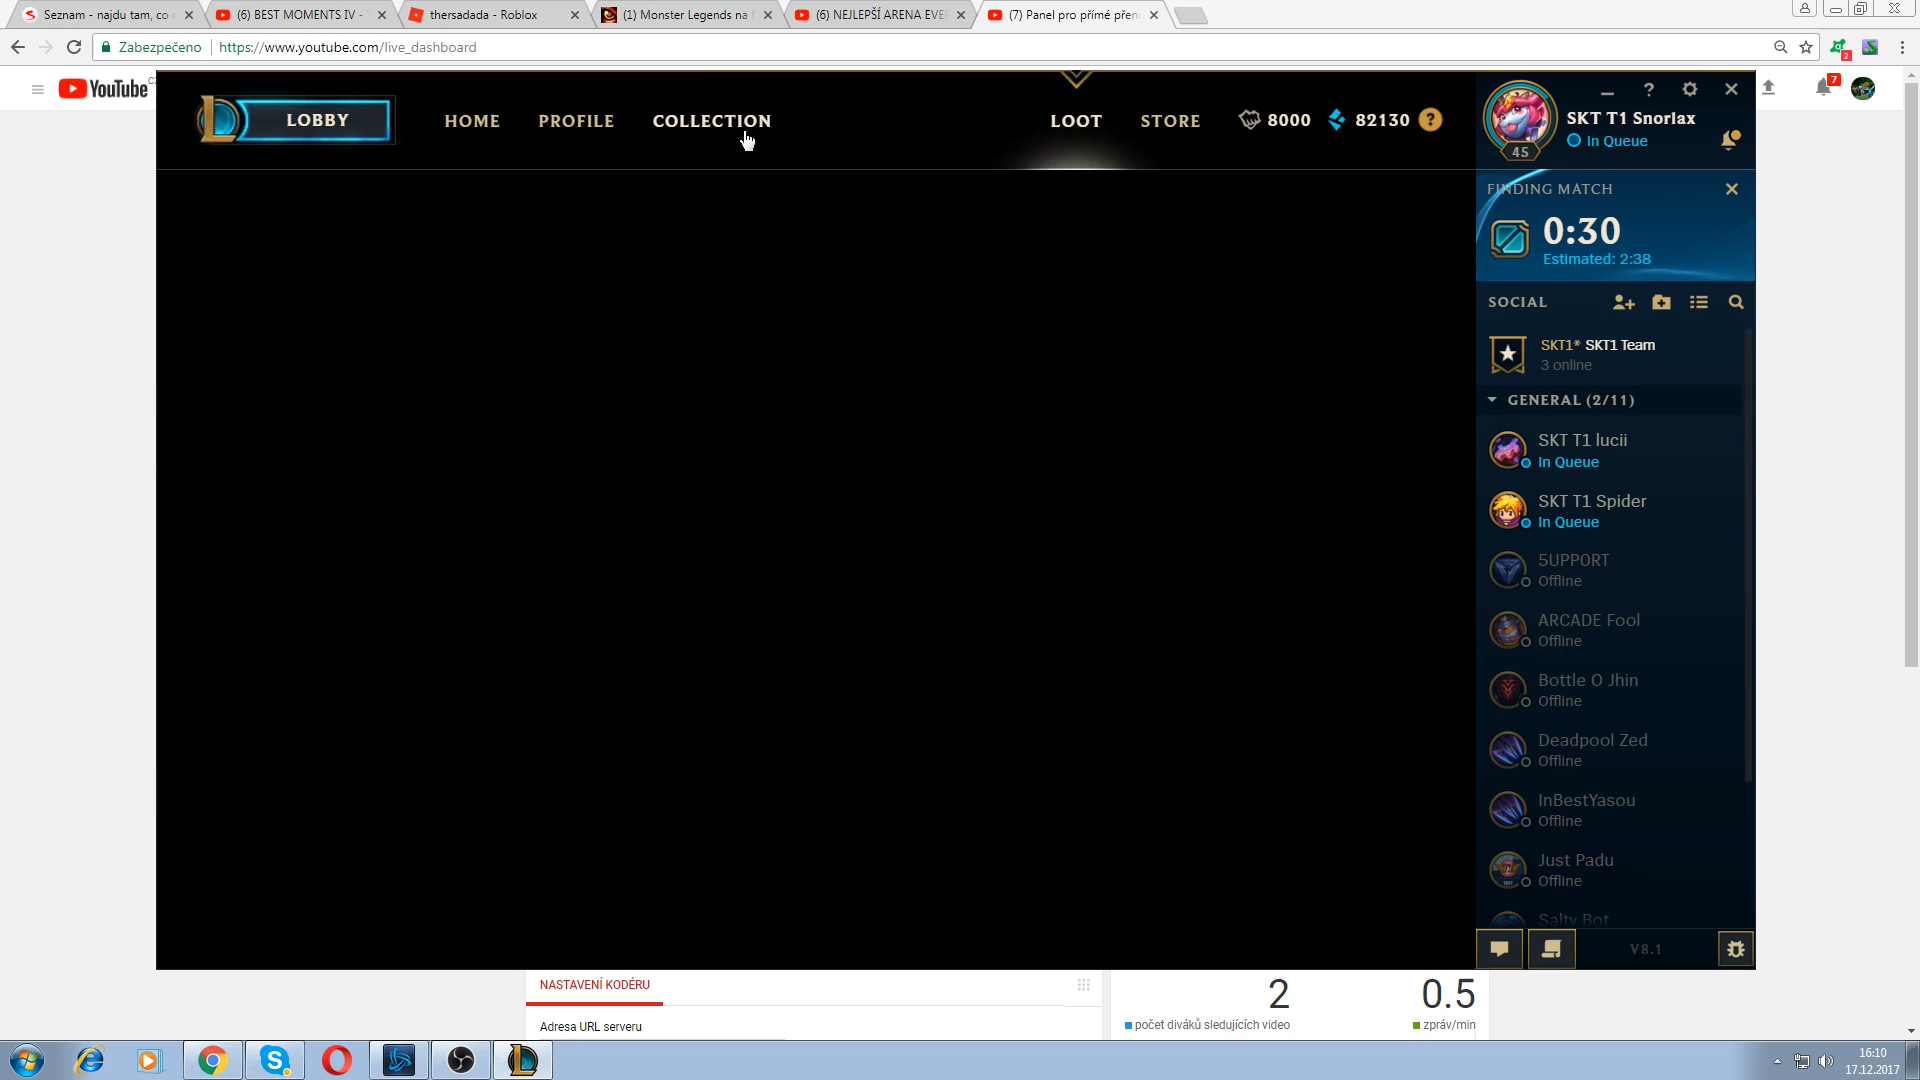 Seznam - najdu tam, co
(6) BEST MOMENTS IV -
thersadada - Roblox
(1) Monster Legends na
(6) NEJLEPŠÍ ARENA EVE
(7) Panel pro přímé přen
Zabezpečeno
https://www.youtube.com/live_dashboard
2
YouTube
7
LOBBY
HOME
PROFILE
COLLECTION
LOOT
STORE
8000
82130
?
?
SKT T1 Snorlax
In Queue
45
FINDING MATCH
0:30
Estimated: 2:38
SOCIAL
SKT1* SKT1 Team
3 online
GENERAL (2/11)
SKT T1 lucii
In Queue
SKT T1 Spider
In Queue
5UPP0RT
Offline
ARCADE Fool
Offline
Bottle O Jhin
Offline
Deadpool Zed
Offline
InBestYasou
Offline
Just Padu
Offline
Salty Bot
V8.1
NASTAVENÍ KODÉRU
Adresa URL serveru
2
počet diváků sledujících video
0.5
zpráv/min
16:10
17.12.2017